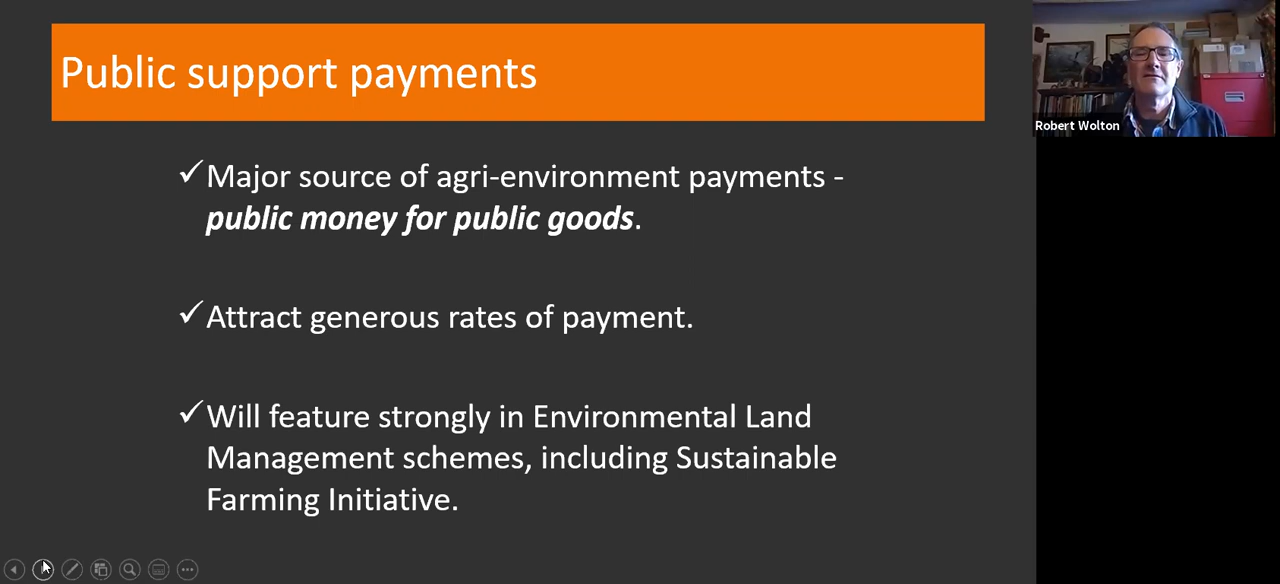 Public support payments
Robert Wolton
✓Major source of agri-environment payments -
public money for public goods.
✓Attract generous rates of payment.
✓Will feature strongly in Environmental Land
Management schemes, including Sustainable
Farming Initiative.